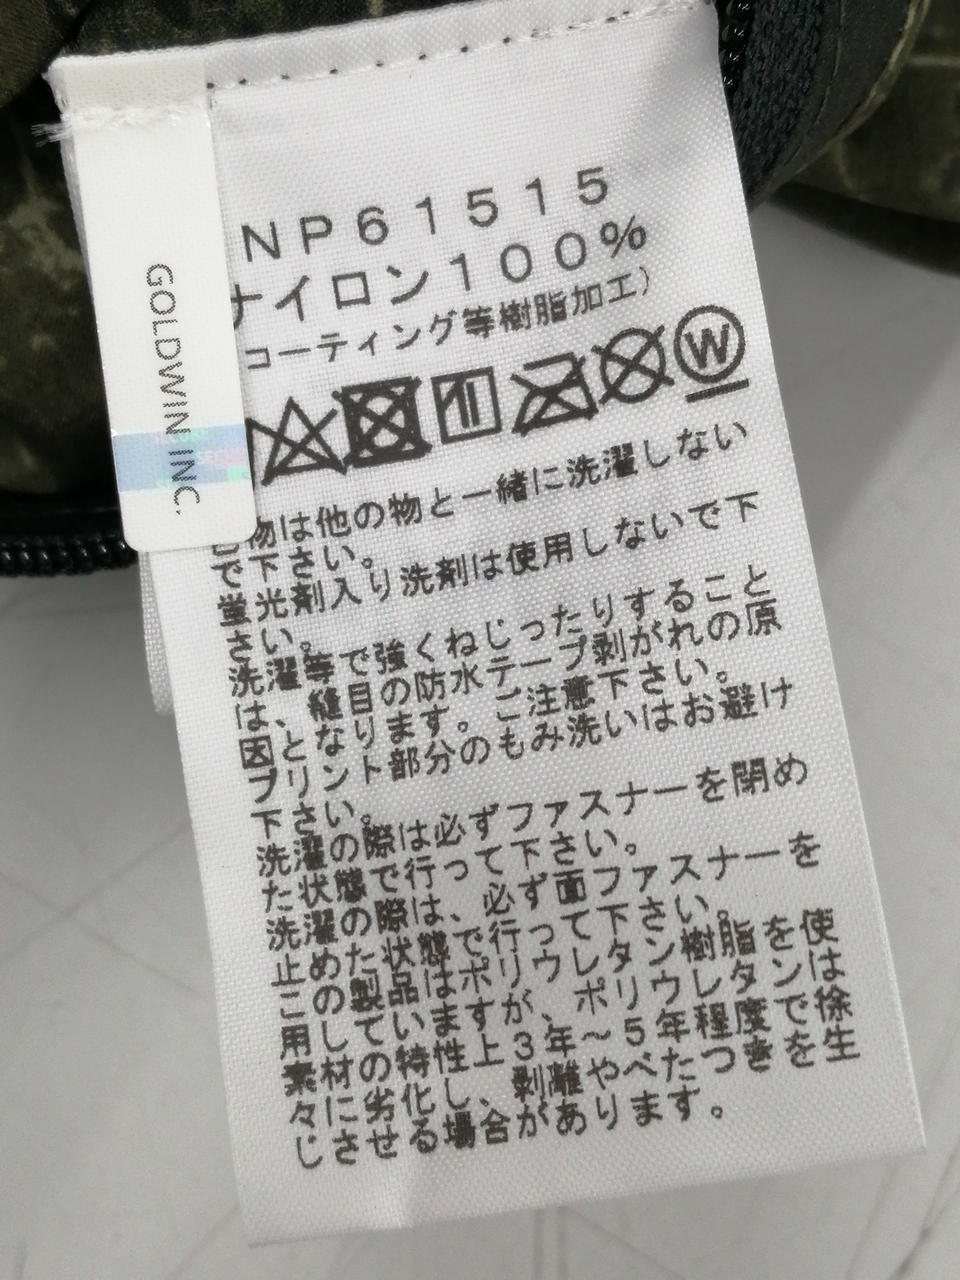 NP61515
ナイロン100%
コーティング等樹脂加工)
W
GOLDWIN INC.
物は他の物と一緒に洗濯しない
で下さい。
蛍光剤入り洗剤は使用しないで下
さい。
洗濯等で強くねじったりすること
は、縫目の防水テープ剥がれの原
因となります。ご注意下さい。
プリント部分のもみ洗いはお避け
下さい。
洗濯の際は必ずファスナーを閉め
た状態で行って下さい。
洗濯の際は、必ず面ファスナーを
止めた状態で行って下さい。
この製品はポリウレタン樹脂を使
用していますが、ポリウレタンは
素材の特性上3年~5年程度で徐
々に劣化し、剥離やべたつきを生
じさせる場合があります。